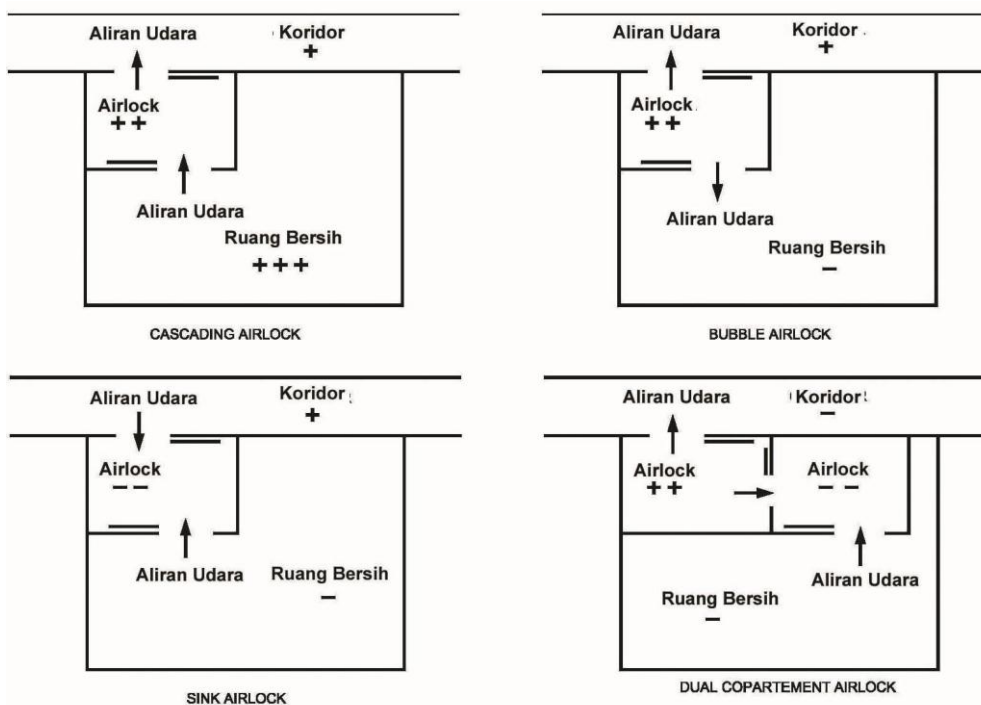 Aliran Udara
Koridor
+
Airlock
++
Aliran Udara
Ruang Bersih
+++
CASCADING AIRLOCK
Aliran Udara
Koridor
+
Airlock
++
Aliran Udara
Ruang Bersih
−
BUBBLE AIRLOCK
Aliran Udara
Koridor
+
Airlock
− −
Aliran Udara
Ruang Bersih
−
SINK AIRLOCK
Aliran Udara
Koridor
−
Airlock
++
Airlock
− −
Aliran Udara
Ruang Bersih
−
DUAL COPARTEMENT AIRLOCK